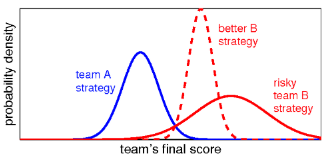 probability density
better B
strategy
team A
strategy
risky
team B
strategy
team's final score